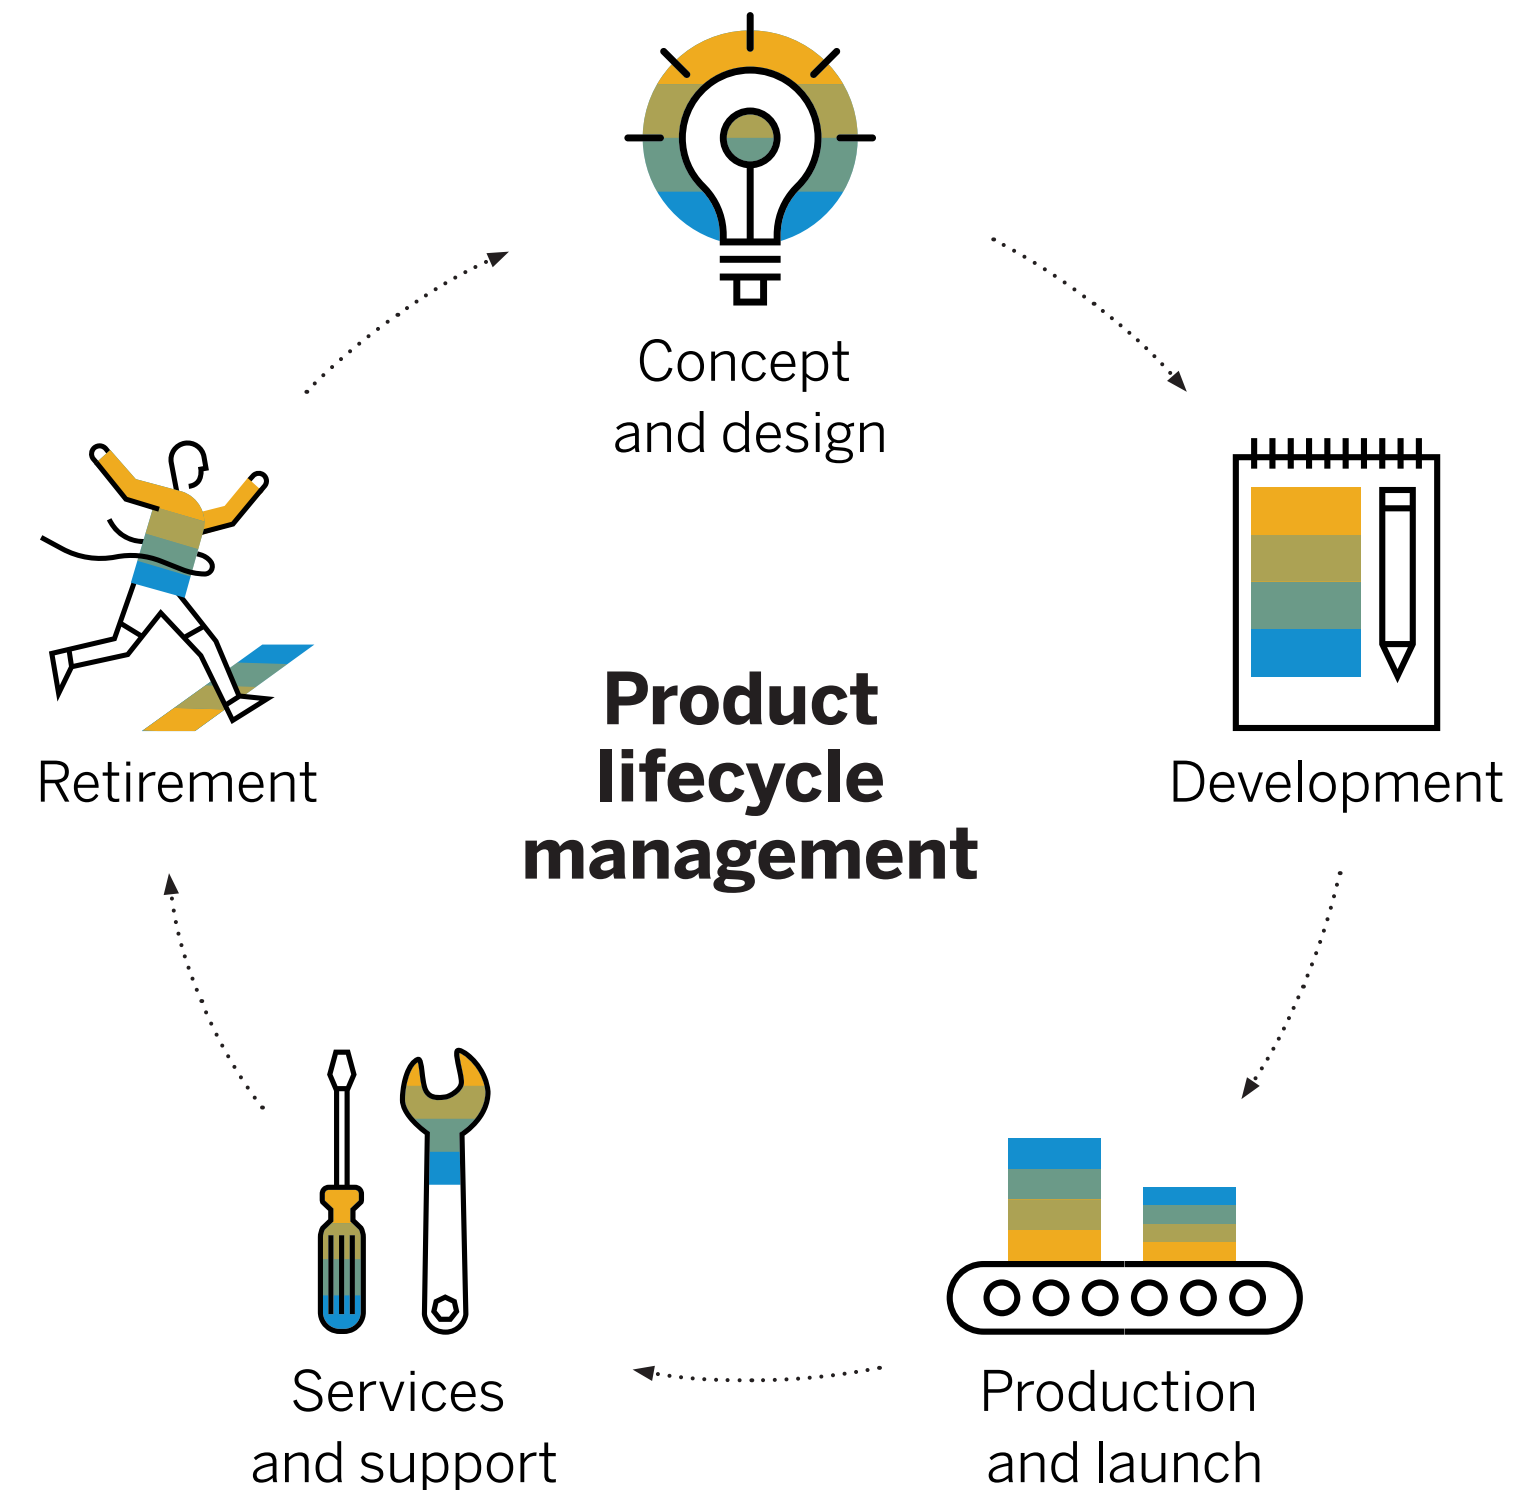 Concept
and design
Development
Production
and launch
Services
and support
Retirement
Product
lifecycle
management